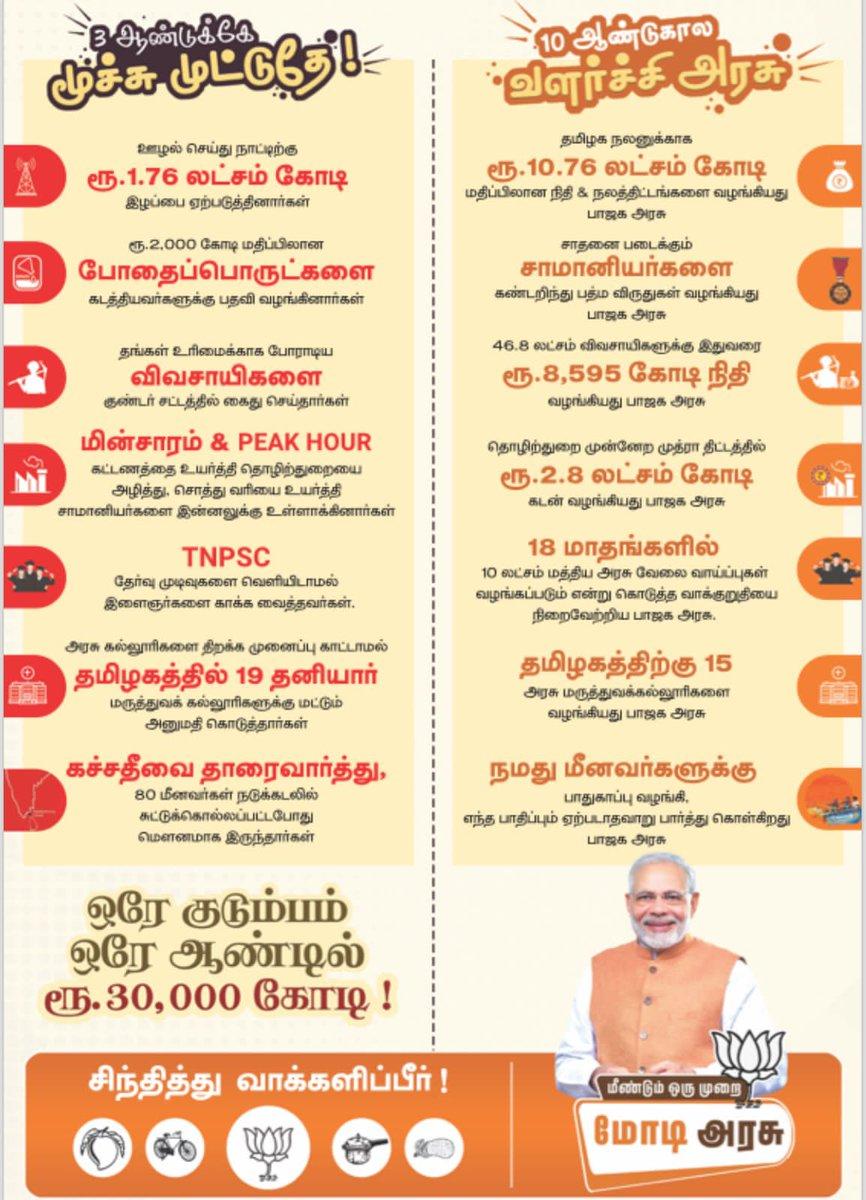 3 ஆண்டுக்கே
மூச்சு முட்டுதே !
ஊழல் செய்து நாட்டிற்கு
ரூ.1.76 லட்சம் கோடி
இழப்பை ஏற்படுத்தினார்கள்
ரூ.2,000 கோடி மதிப்பிலான
போதைப்பொருட்களை
கடத்தியவர்களுக்கு பதவி வழங்கினார்கள்
தங்கள் உரிமைக்காக போராடிய
விவசாயிகளை
குண்டர் சட்டத்தில் கைது செய்தார்கள்
மின்சாரம் & PEAK HOUR
கட்டணத்தை உயர்த்தி தொழிற்துறையை
அழித்து, சொத்து வரியை உயர்த்தி
சாமானியர்களை இன்னலுக்கு உள்ளாக்கினார்கள்
TNPSC
தேர்வு முடிவுகளை வெளியிடாமல்
இளைஞர்களை காக்க வைத்தவர்கள்.
அரசு கல்லூரிகளை திறக்க முனைப்பு காட்டாமல்
தமிழகத்தில் 19 தனியார்
மருத்துவக் கல்லூரிகளுக்கு மட்டும்
அனுமதி கொடுத்தார்கள்
கச்சதீவை தாரைவார்த்து,
80 மீனவர்கள் நடுக்கடலில்
சுட்டுக்கொல்லப்பட்டபோது
மௌனமாக இருந்தார்கள்
ஒரே குடும்பம்
ஒரே ஆண்டில்
ரூ.30,000 கோடி !
10 ஆண்டுகால
வளர்ச்சி அரசு
தமிழக நலனுக்காக
ரூ.10.76 லட்சம் கோடி
மதிப்பிலான நிதி & நலத்திட்டங்களை வழங்கியது
பாஜக அரசு
சாதனை படைக்கும்
சாமானியர்களை
கண்டறிந்து பத்ம விருதுகள் வழங்கியது
பாஜக அரசு
46.8 லட்சம் விவசாயிகளுக்கு இதுவரை
ரூ.8,595 கோடி நிதி
வழங்கியது பாஜக அரசு
தொழிற்துறை முன்னேற முத்ரா திட்டத்தில்
ரூ.2.8 லட்சம் கோடி
கடன் வழங்கியது பாஜக அரசு
18 மாதங்களில்
10 லட்சம் மத்திய அரசு வேலை வாய்ப்புகள்
வழங்கப்படும் என்று கொடுத்த வாக்குறுதியை
நிறைவேற்றிய பாஜக அரசு.
தமிழகத்திற்கு 15
அரசு மருத்துவக்கல்லூரிகளை
வழங்கியது பாஜக அரசு
நமது மீனவர்களுக்கு
பாதுகாப்பு வழங்கி,
எந்த பாதிப்பும் ஏற்படாதவாறு பார்த்து கொள்கிறது
பாஜக அரசு
சிந்தித்து வாக்களிப்பீர் !
மீண்டும் ஒரு முறை
மோடி அரசு